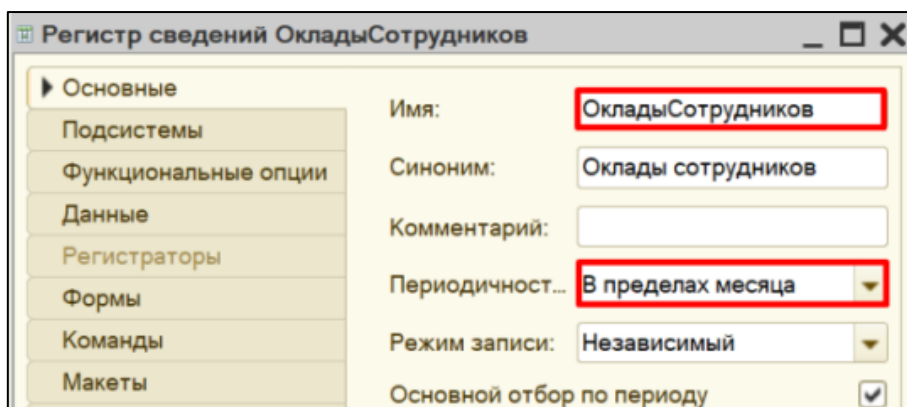 Регистр сведений ОкладыСотрудников
Основные
Подсистемы
Функциональные опции
Данные
Регистраторы
Формы
Команды
Макеты
Имя: ОкладыСотрудников
Синоним: Оклады сотрудников
Комментарий:
Периодичност... В пределах месяца
Режим записи: Независимый
Основной отбор по периоду